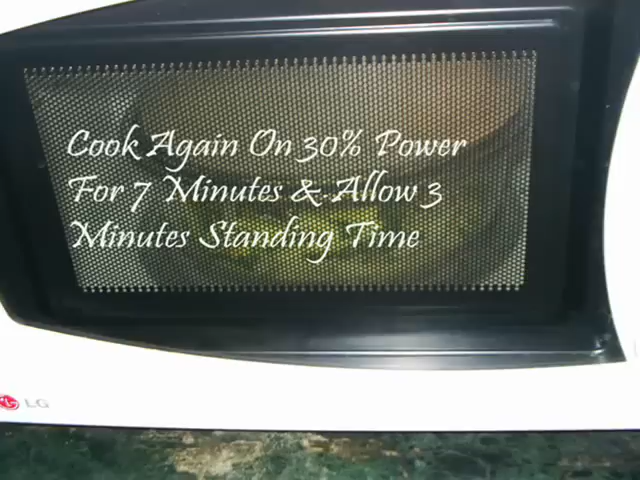 Cook Again On 30% Power
For 7 Minutes & Allow 3
Minutes Standing Time
LG